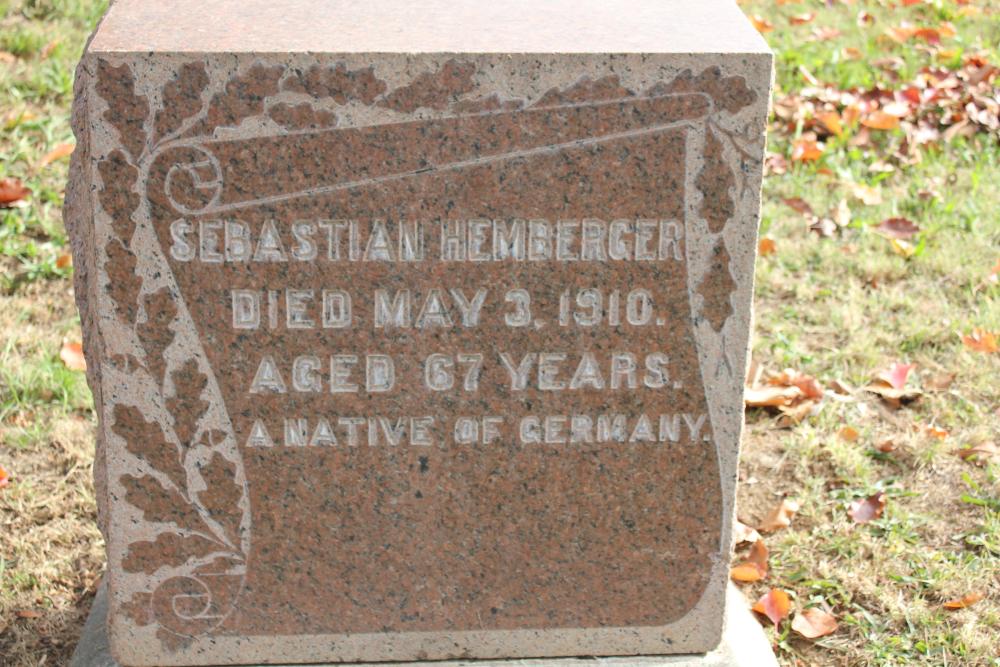 SEBASTIAN HEMBERGER
DIED MAY 3, 1910.
AGED 67 YEARS.
A NATIVE OF GERMANY.